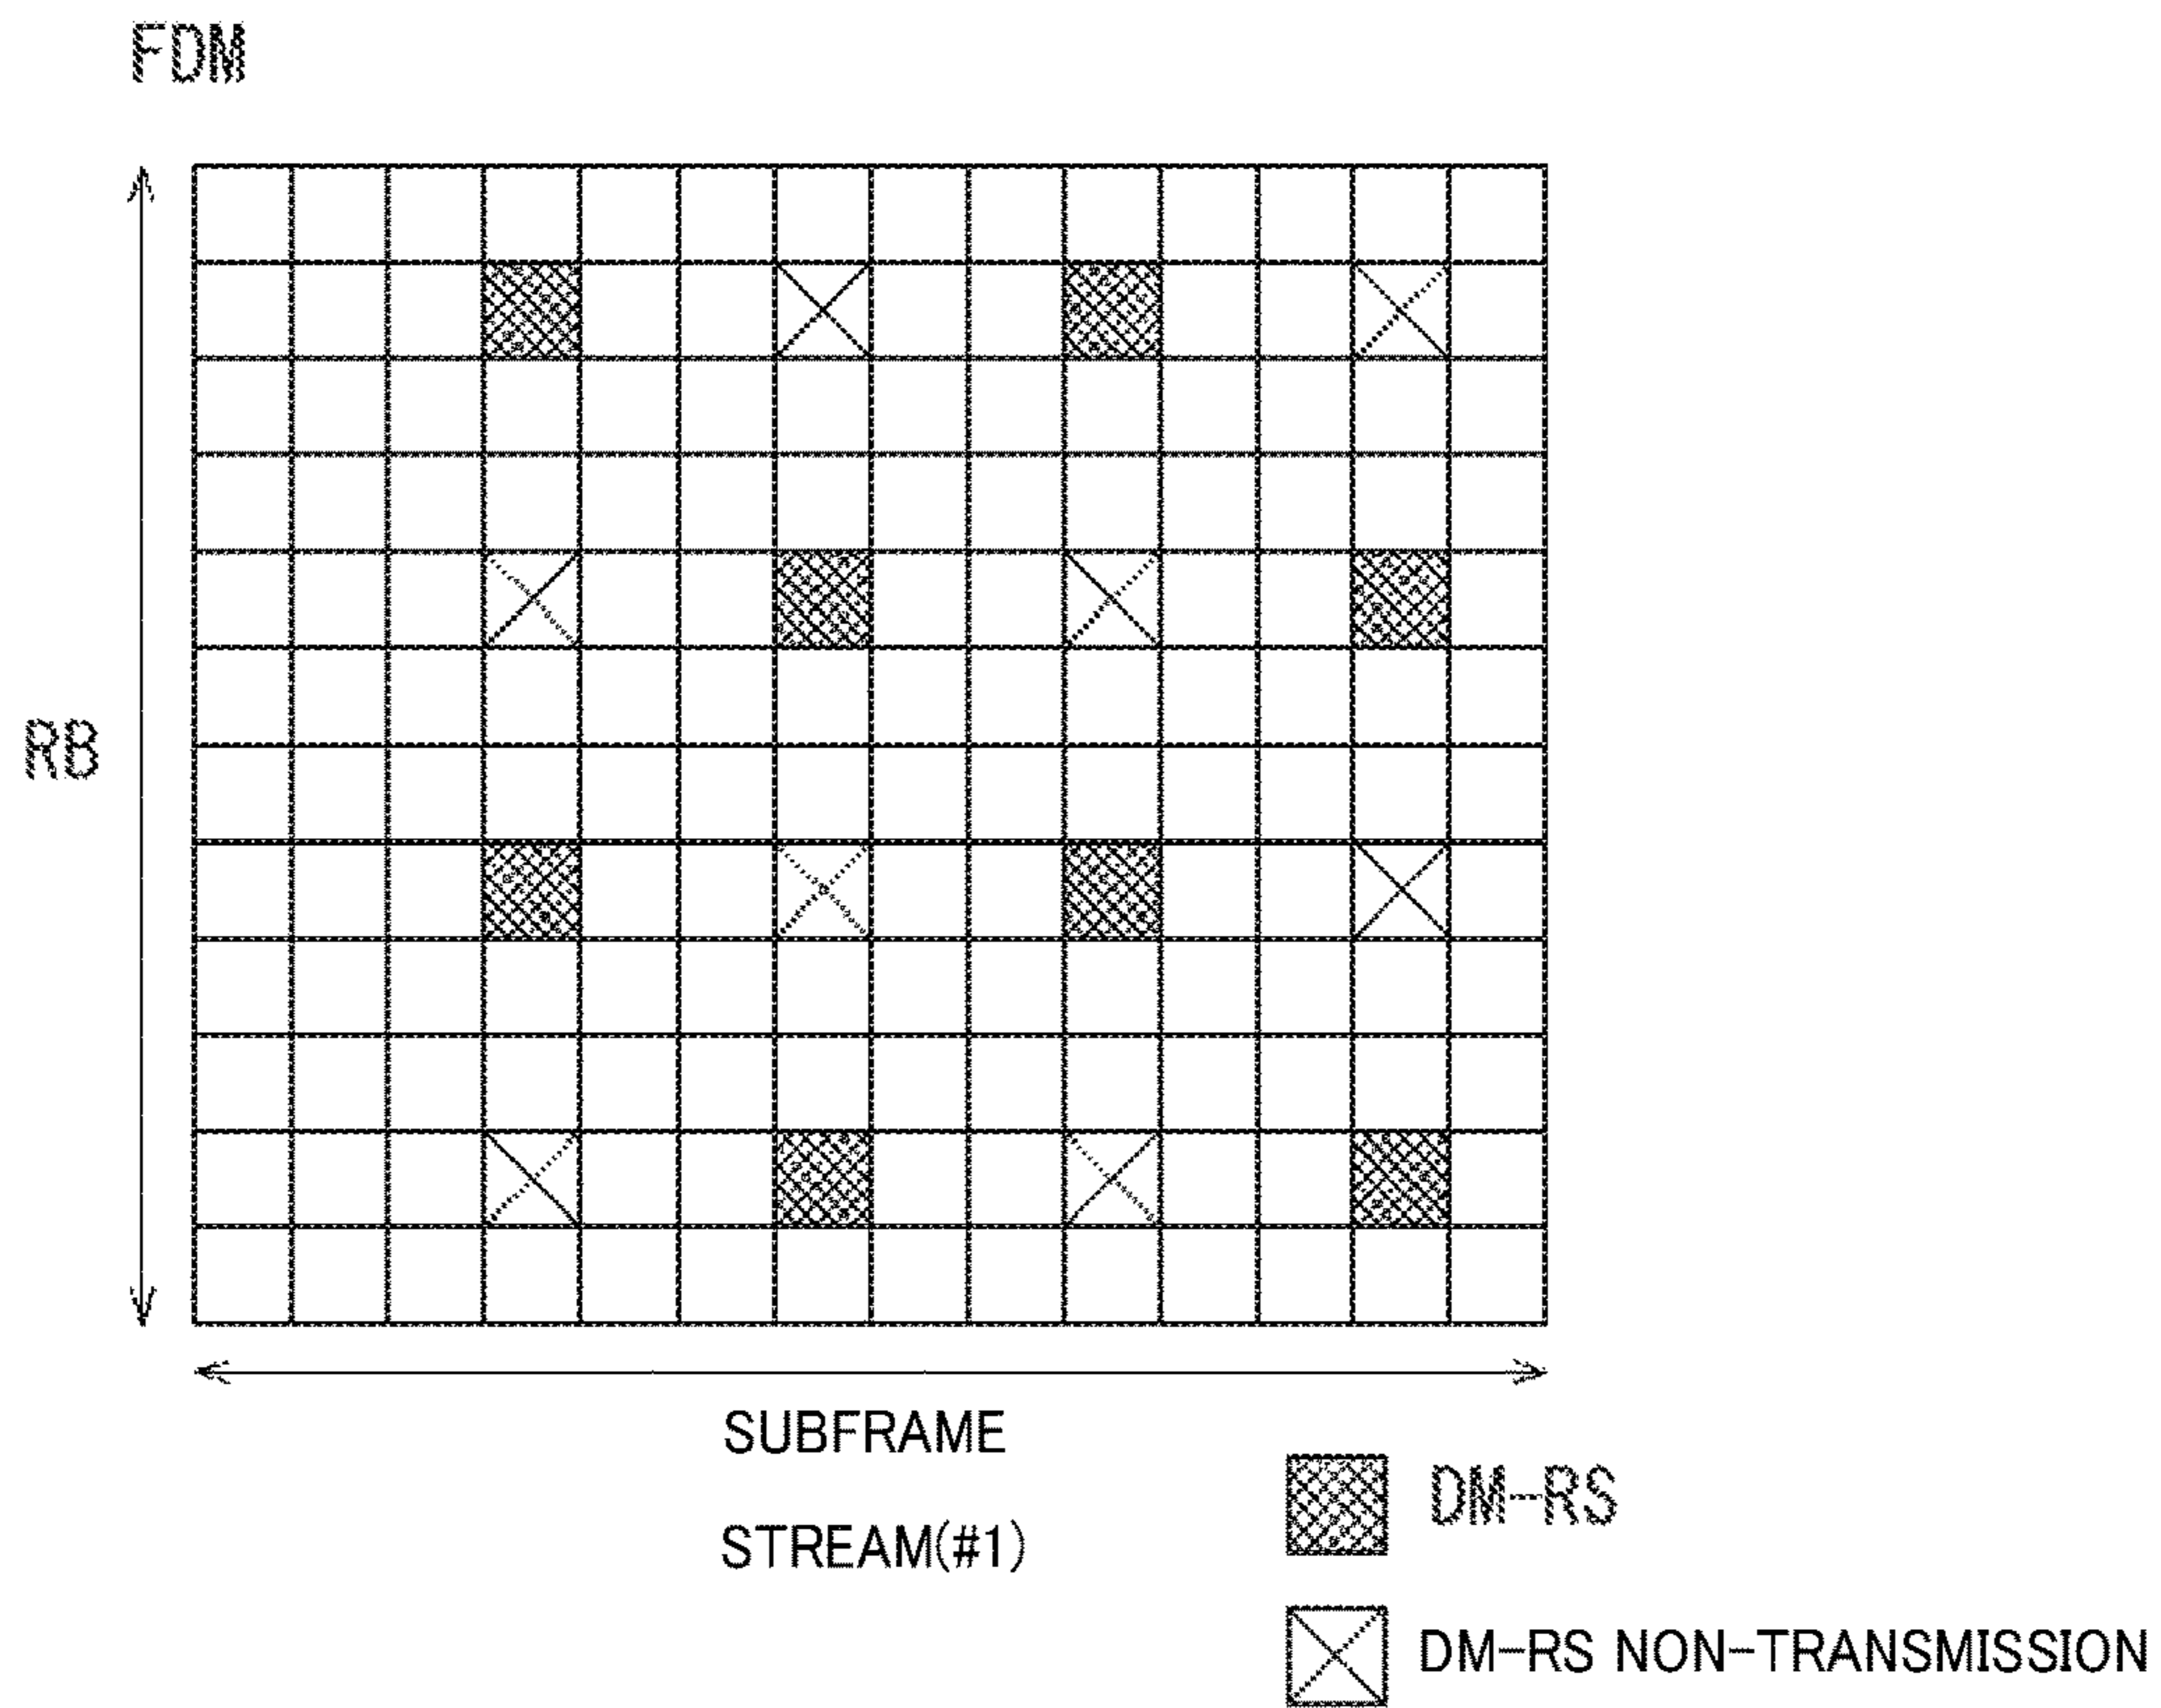 FDM
RB
SUBFRAME
STREAM(#1)
DM-RS
DM-RS NON-TRANSMISSION